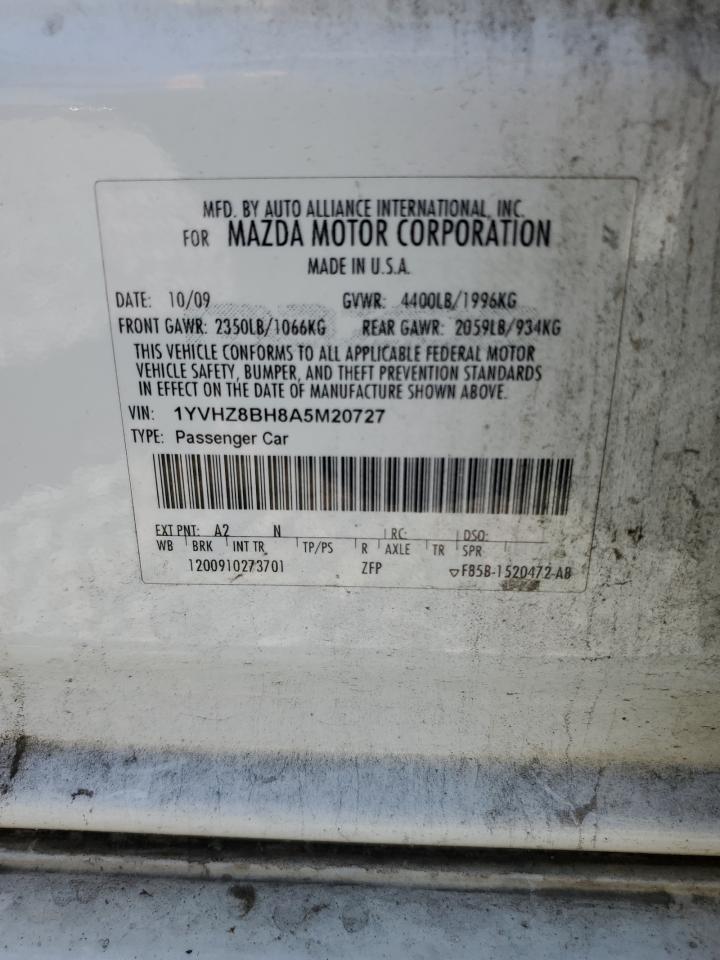 MFD. BY AUTO ALLIANCE INTERNATIONAL, INC.
FOR MAZDA MOTOR CORPORATION
MADE IN U.S.A.
DATE: 10/09 GVWR: 4400LB/1996KG
FRONT GAWR: 2350LB/1066KG REAR GAWR: 2059LB/934KG
THIS VEHICLE CONFORMS TO ALL APPLICABLE FEDERAL MOTOR
VEHICLE SAFETY, BUMPER, AND THEFT PREVENTION STANDARDS
IN EFFECT ON THE DATE OF MANUFACTURE SHOWN ABOVE.
VIN: 1YVHZ8BH8A5M20727
TYPE: Passenger Car
EXT PNT: A2 N RC: DSO:
WB BRK INT TR TP/PS R AXLE TR SPR
1200910273701 ZFP ▽F85B-1520472-AB